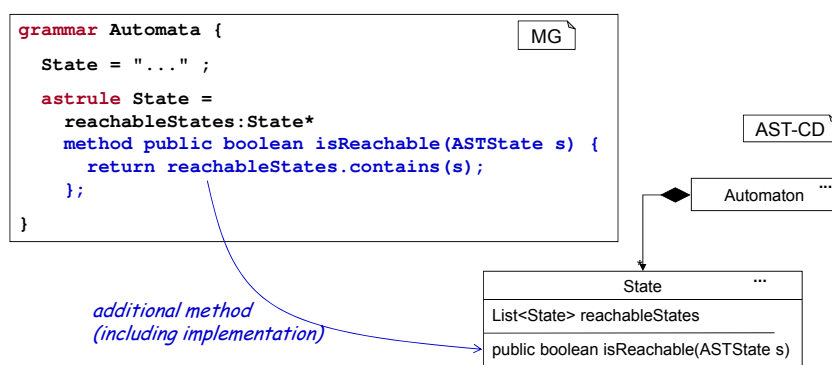 grammar Automata {
MG
State = "..." ;
astrule State =
reachableStates:State*
method public boolean isReachable(ASTState s) {
return reachableStates.contains(s);
};
}
AST-CD
Automaton
...
*
State
...
List<State> reachableStates
public boolean isReachable(ASTState s)
additional method
(including implementation)